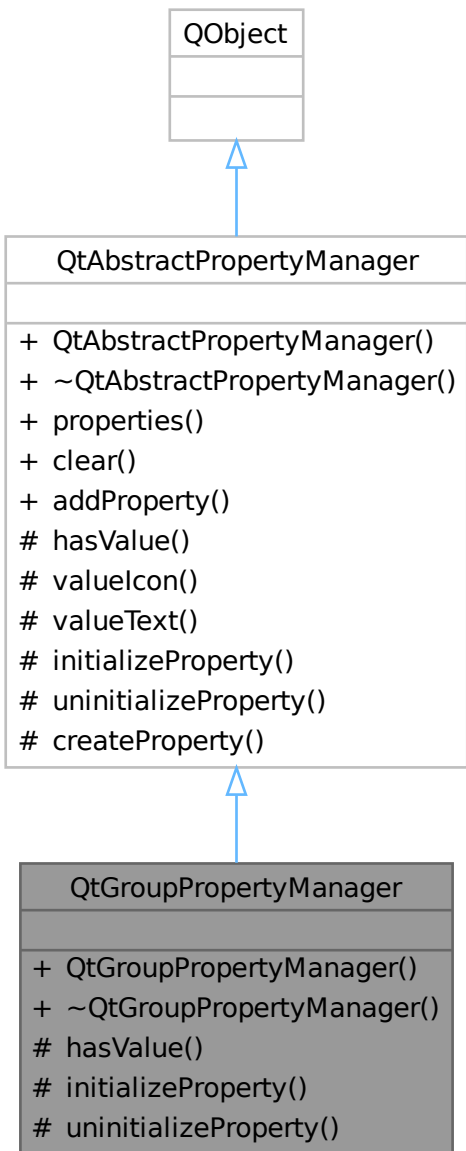 QObject
QtAbstractPropertyManager
+ QtAbstractPropertyManager()
+ ~QtAbstractPropertyManager()
+ properties()
+ clear()
+ addProperty()
# hasValue()
# valueIcon()
# valueText()
# initializeProperty()
# uninitializeProperty()
# createProperty()
QtGroupPropertyManager
+ QtGroupPropertyManager()
+ ~QtGroupPropertyManager()
# hasValue()
# initializeProperty()
# uninitializeProperty()